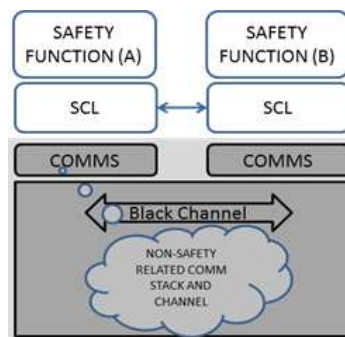 SAFETY
FUNCTION (A)
SAFETY
FUNCTION (B)
SCL
SCL
COMMS
COMMS
Black Channel
NON-SAFETY
RELATED COMM
STACK AND
CHANNEL